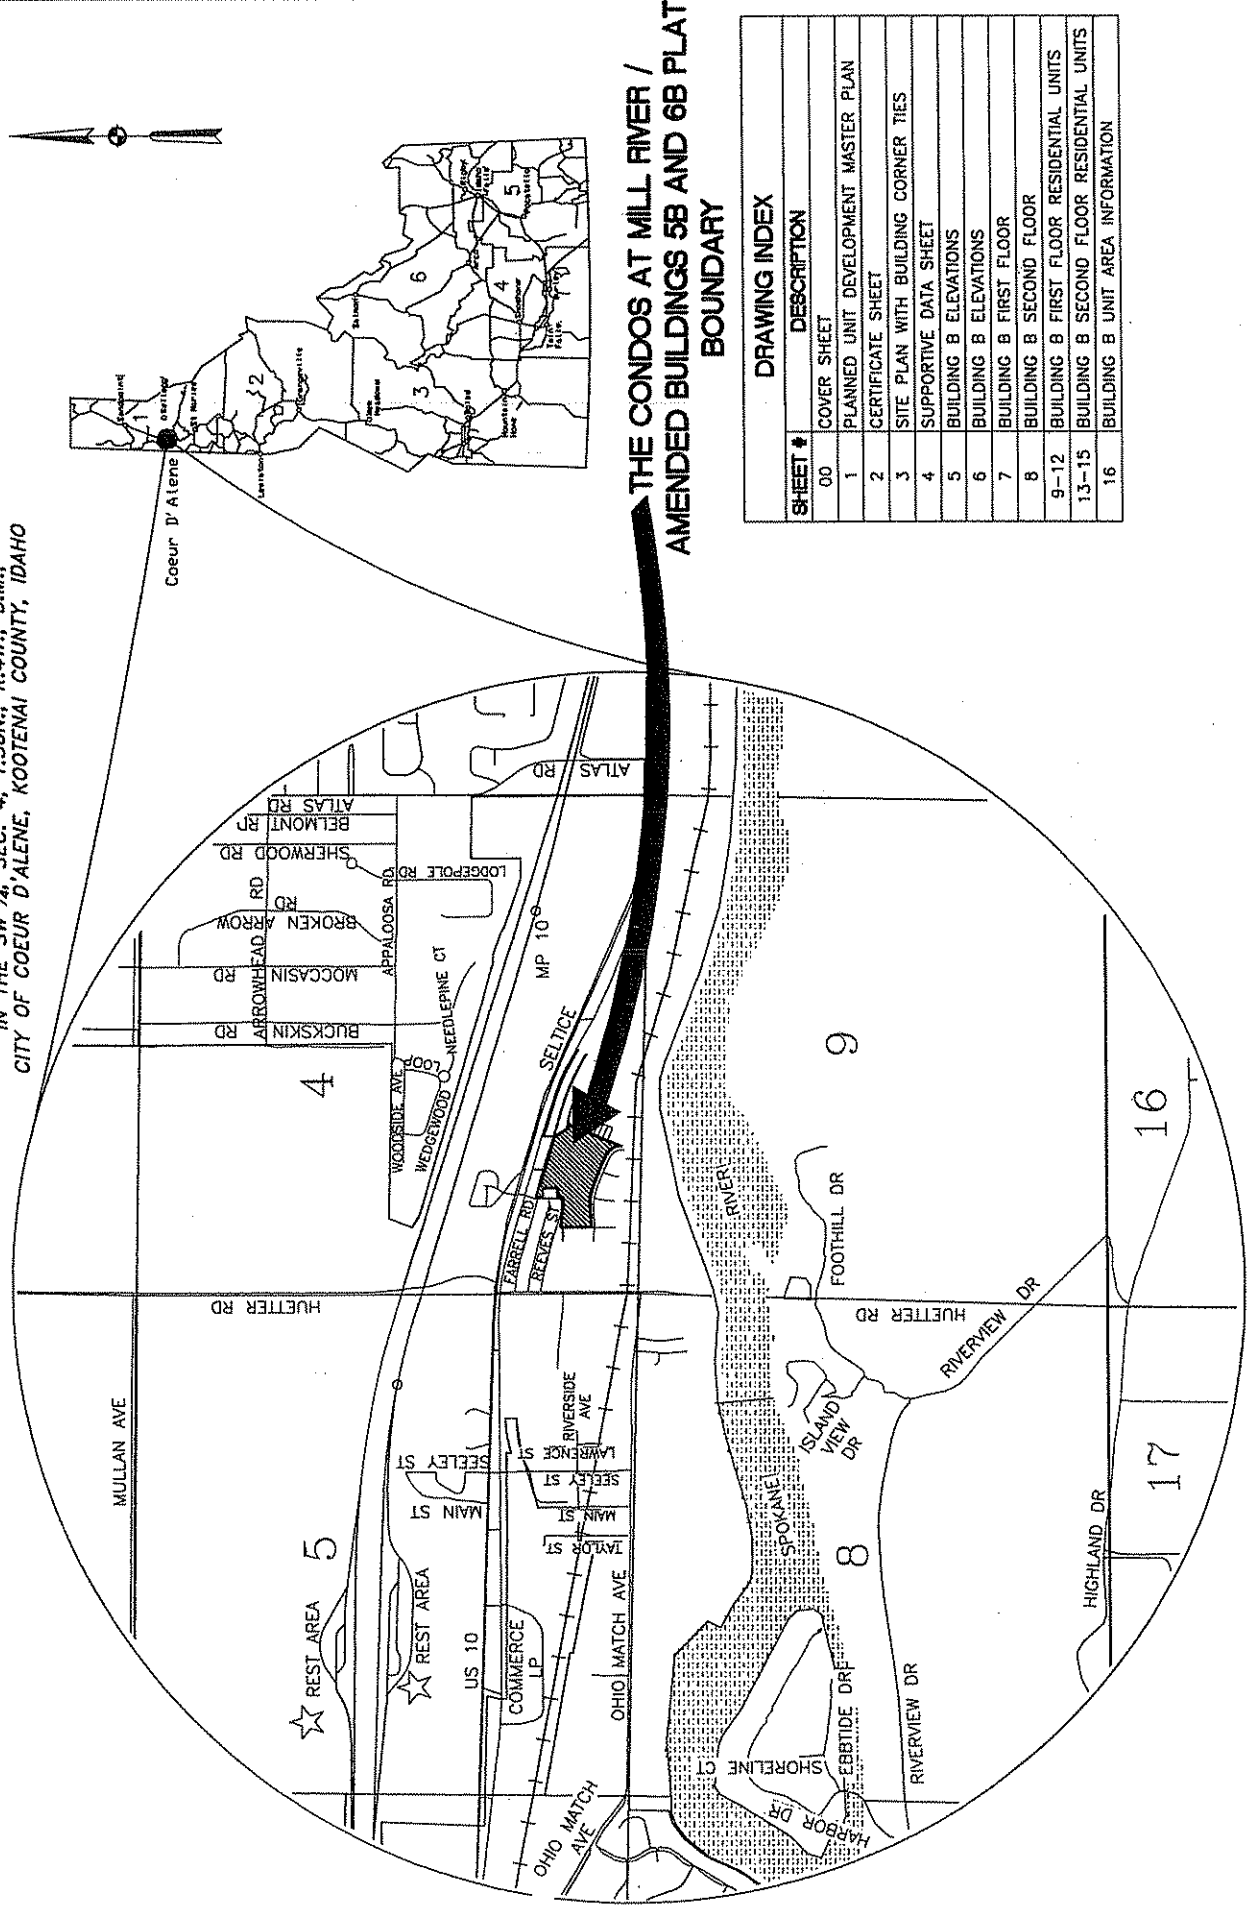 CITY OF COEUR D'ALENE, KOOTENAI COUNTY, IDAHO
Coeur D'Alene
Sandpoint
1
2
Lewiston
Grangeville
Salmon
3
6
4
5
Mountain
Home
THE CONDOS AT MILL RIVER /
AMENDED BUILDINGS 5B AND 6B PLAT
BOUNDARY
DRAWING INDEX
SHEET # DESCRIPTION
00 COVER SHEET
1 PLANNED UNIT DEVELOPMENT MASTER PLAN
2 CERTIFICATE SHEET
3 SITE PLAN WITH BUILDING CORNER TIES
4 SUPPORTIVE DATA SHEET
5 BUILDING B ELEVATIONS
6 BUILDING B ELEVATIONS
7 BUILDING B FIRST FLOOR
8 BUILDING B SECOND FLOOR
9-12 BUILDING B FIRST FLOOR RESIDENTIAL UNITS
13-15 BUILDING B SECOND FLOOR RESIDENTIAL UNITS
16 BUILDING B UNIT AREA INFORMATION
MULLAN AVE
HUETTER RD
4
5
BUCKSKIN RD
ARROWHEAD RD
MOCCASIN RD
BROKEN ARROW RD
SHERWOOD RD
BELMONT RD
ATLAS RD
APPALOOSA RD
LODGEPOLE RD
WOODSIDE AVE
WEDGEWOOD LOOP
NEEDLEPINE CT
ATLAS RD
MP 10
SELTICE
REST AREA
REST AREA
US 10
COMMERCE
LP
MAIN ST
SEELEY ST
FARRELL RD
REEVES ST
RIVERSIDE
AVE
LAWRENCE ST
SEELEY ST
MAIN ST
TAYLOR ST
OHIO MATCH AVE
OHIO MATCH
AVE
SPOKANE
RIVER
HARBOR DR
SHORELINE CT
EBBTIDE DR
RIVERVIEW DR
8
ISLAND
VIEW
DR
FOOTHILL DR
9
HUETTER RD
RIVERVIEW DR
HIGHLAND DR
17
16